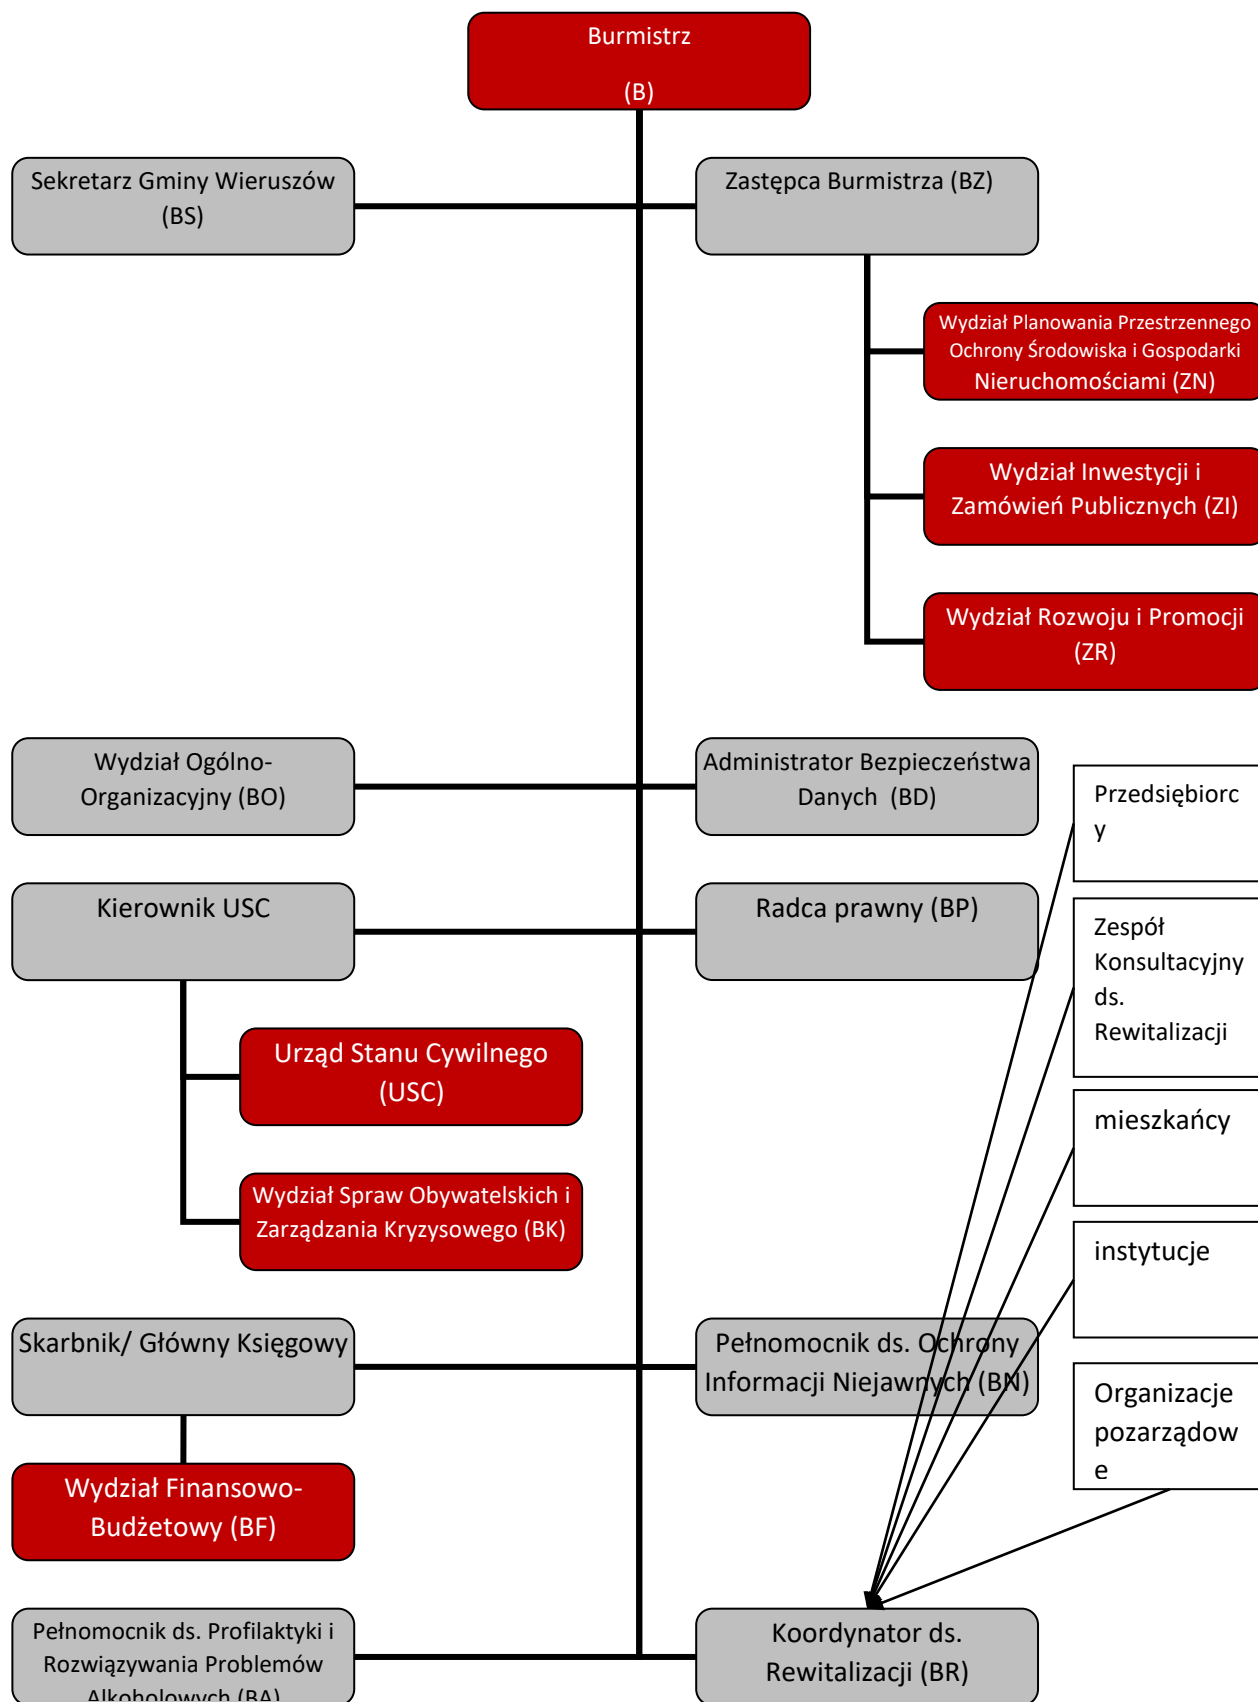 Burmistrz
(B)
Sekretarz Gminy Wieruszów
(BS)
Zastępca Burmistrza (BZ)
Wydział Planowania Przestrzennego
Ochrony Środowiska i Gospodarki
Nieruchomościami (ZN)
Wydział Inwestycji i
Zamówień Publicznych (ZI)
Wydział Rozwoju i Promocji
(ZR)
Wydział Ogólno-
Organizacyjny (BO)
Administrator Bezpieczeństwa
Danych (BD)
Przedsiębiorc
y
Kierownik USC
Radca prawny (BP)
Zespół
Konsultacyjny
ds.
Rewitalizacji
Urząd Stanu Cywilnego
(USC)
mieszkańcy
Wydział Spraw Obywatelskich i
Zarządzania Kryzysowego (BK)
instytucje
Skarbnik/ Główny Księgowy
Pełnomocnik ds. Ochrony
Informacji Niejawnych (BN)
Organizacje
pozarządow
e
Wydział Finansowo-
Budżetowy (BF)
Pełnomocnik ds. Profilaktyki i
Rozwiązywania Problemów
Alkoholowych (BA)
Koordynator ds.
Rewitalizacji (BR)